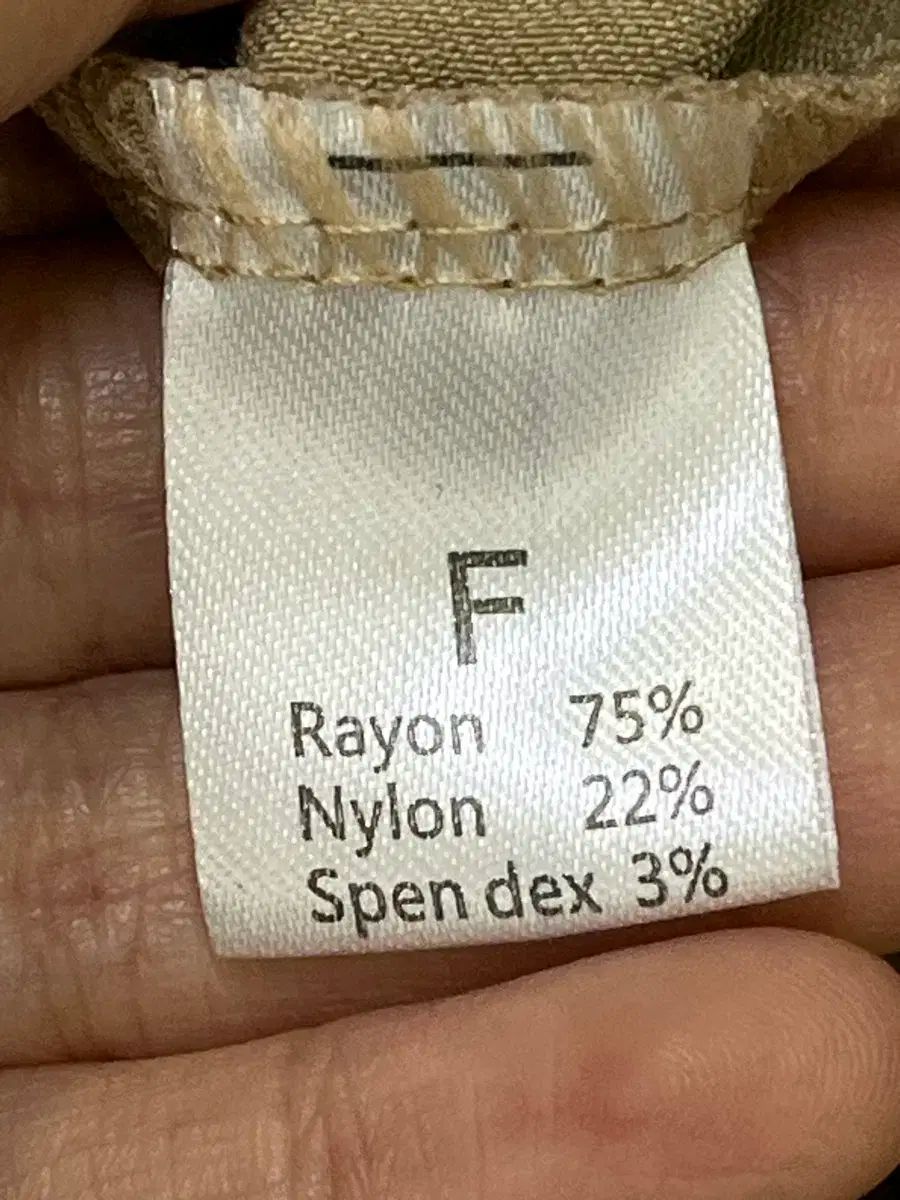 F
Rayon 75%
Nylon 22%
Spen dex 3%